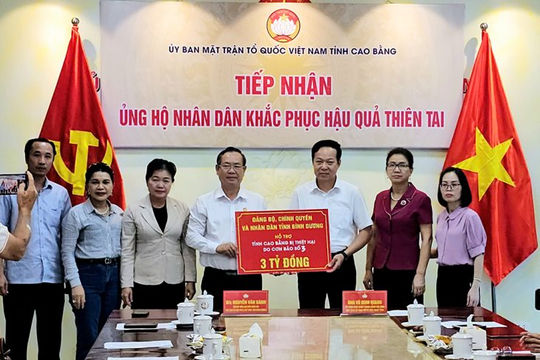 ỦY BAN MẶT TRẬN TỔ QUỐC VIỆT NAM TỈNH CAO BẰNG
TIẾP NHẬN
ỦNG HỘ NHÂN DÂN KHẮC PHỤC HẬU QUẢ THIÊN TAI
ĐẢNG BỘ, CHÍNH QUYỀN
VÀ NHÂN DÂN TỈNH BÌNH DƯƠNG
HỖ TRỢ
TỈNH CAO BẰNG BỊ THIỆT HẠI
DO CƠN BÃO SỐ 3
3 TỶ ĐỒNG